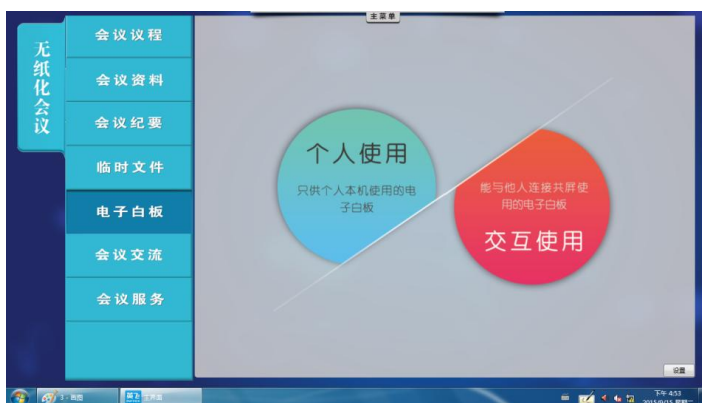 主菜单
无纸化会议
会议议程
会议资料
会议纪要
临时文件
电子白板
会议交流
会议服务
个人使用
只供个人本机使用的电
子白板
能与他人连接共屏使
用的电子白板
交互使用
设置
下午 4:53